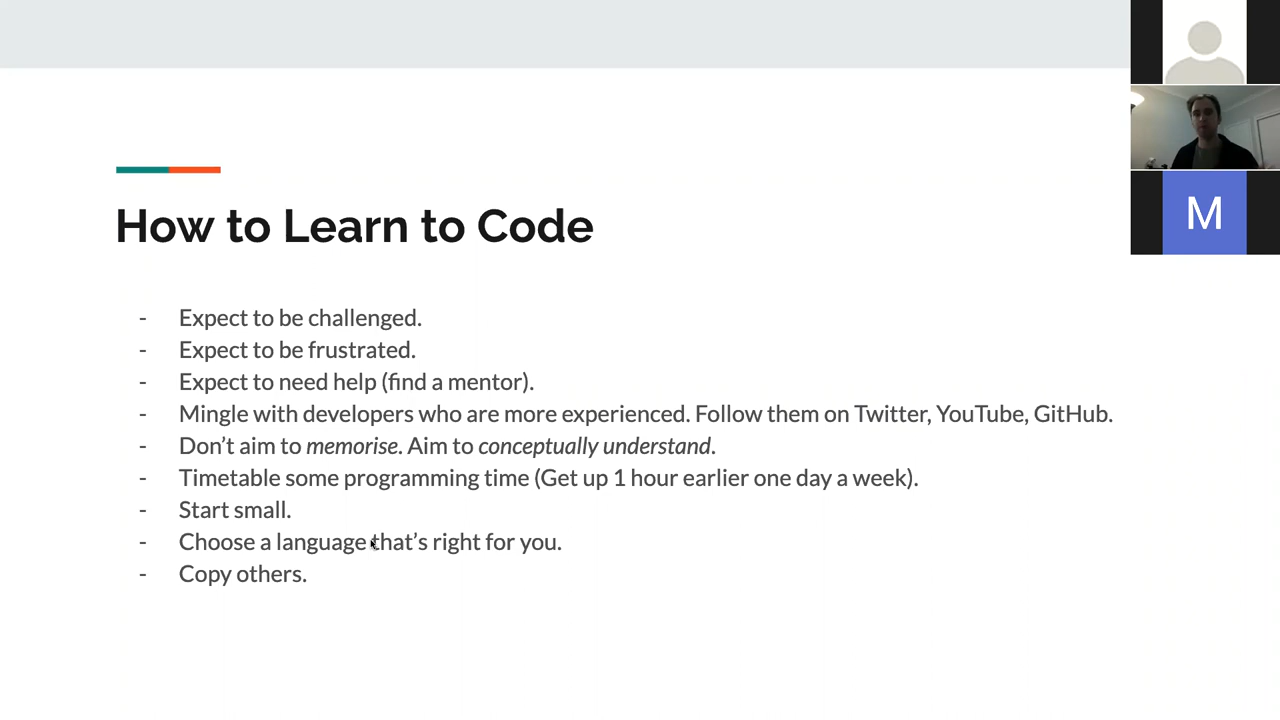 How to Learn to Code
- Expect to be challenged.
- Expect to be frustrated.
- Expect to need help (find a mentor).
- Mingle with developers who are more experienced. Follow them on Twitter, YouTube, GitHub.
- Don’t aim to memorise. Aim to conceptually understand.
- Timetable some programming time (Get up 1 hour earlier one day a week).
- Start small.
- Choose a language that’s right for you.
- Copy others.
M